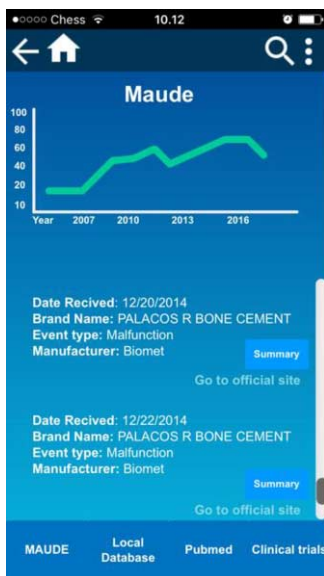 ●○○○○ Chess 10.12
Maude
100
80
60
40
20
10
Year 2007 2010 2013 2016
Date Recived: 12/20/2014
Brand Name: PALACOS R BONE CEMENT
Event type: Malfunction
Manufacturer: Biomet
Summary
Go to official site
Date Recived: 12/22/2014
Brand Name: PALACOS R BONE CEMENT
Event type: Malfunction
Manufacturer: Biomet
Summary
Go to official site
MAUDE Local Database Pubmed Clinical trials